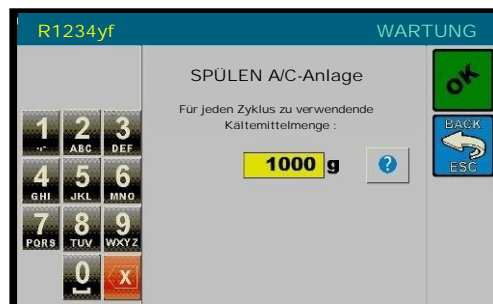 R1234yf WARTUNG
SPÜLEN A/C-Anlage
Für jeden Zyklus zu verwendende
Kältemittelmenge :
1000 g ?
OK
BACK
ESC
1 2 3
.,-" ABC DEF
4 5 6
GHI JKL MNO
7 8 9
PQRS TUV WXYZ
0 X